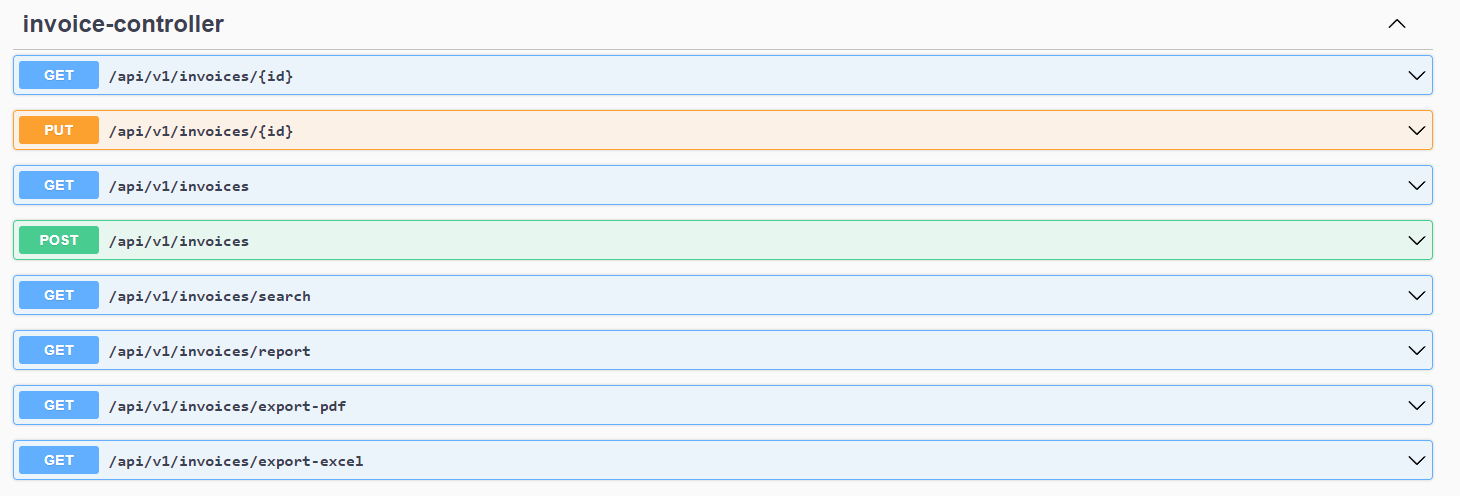 invoice-controller
GET /api/v1/invoices/{id}
PUT /api/v1/invoices/{id}
GET /api/v1/invoices
POST /api/v1/invoices
GET /api/v1/invoices/search
GET /api/v1/invoices/report
GET /api/v1/invoices/export-pdf
GET /api/v1/invoices/export-excel